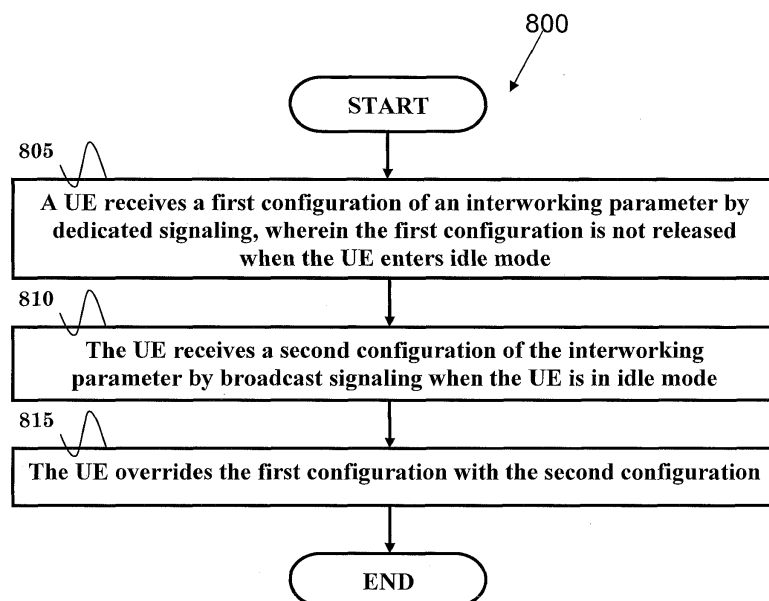 800
START
805
A UE receives a first configuration of an interworking parameter by
dedicated signaling, wherein the first configuration is not released
when the UE enters idle mode
810
The UE receives a second configuration of the interworking
parameter by broadcast signaling when the UE is in idle mode
815
The UE overrides the first configuration with the second configuration
END